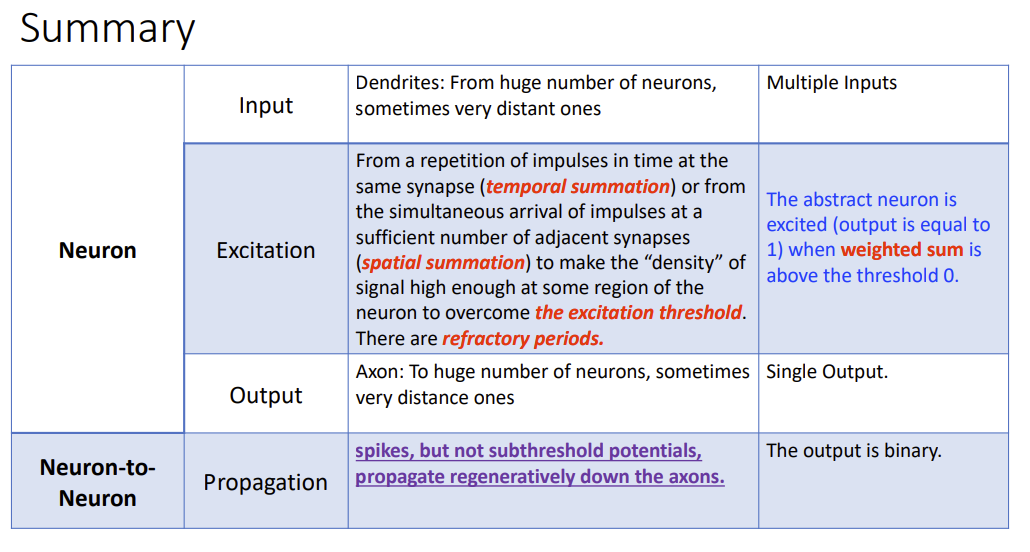 Summary
Neuron
Input
Dendrites: From huge number of neurons,
sometimes very distant ones
Multiple Inputs
Excitation
From a repetition of impulses in time at the
same synapse (temporal summation) or from
the simultaneous arrival of impulses at a
sufficient number of adjacent synapses
(spatial summation) to make the “density” of
signal high enough at some region of the
neuron to overcome the excitation threshold.
There are refractory periods.
The abstract neuron is
excited (output is equal to
1) when weighted sum is
above the threshold 0.
Output
Axon: To huge number of neurons, sometimes
very distance ones
Single Output.
Neuron-to-
Neuron
Propagation
spikes, but not subthreshold potentials,
propagate regeneratively down the axons.
The output is binary.